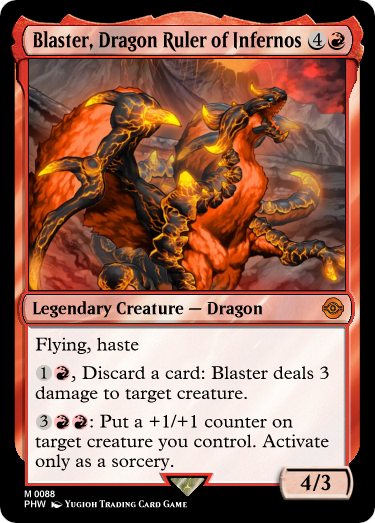 Blaster, Dragon Ruler of Infernos 4
Legendary Creature — Dragon
Flying, haste
1, Discard a card: Blaster deals 3
damage to target creature.
3: Put a +1/+1 counter on
target creature you control. Activate
only as a sorcery.
4/3
M 0088
PHW Yugioh Trading Card Game